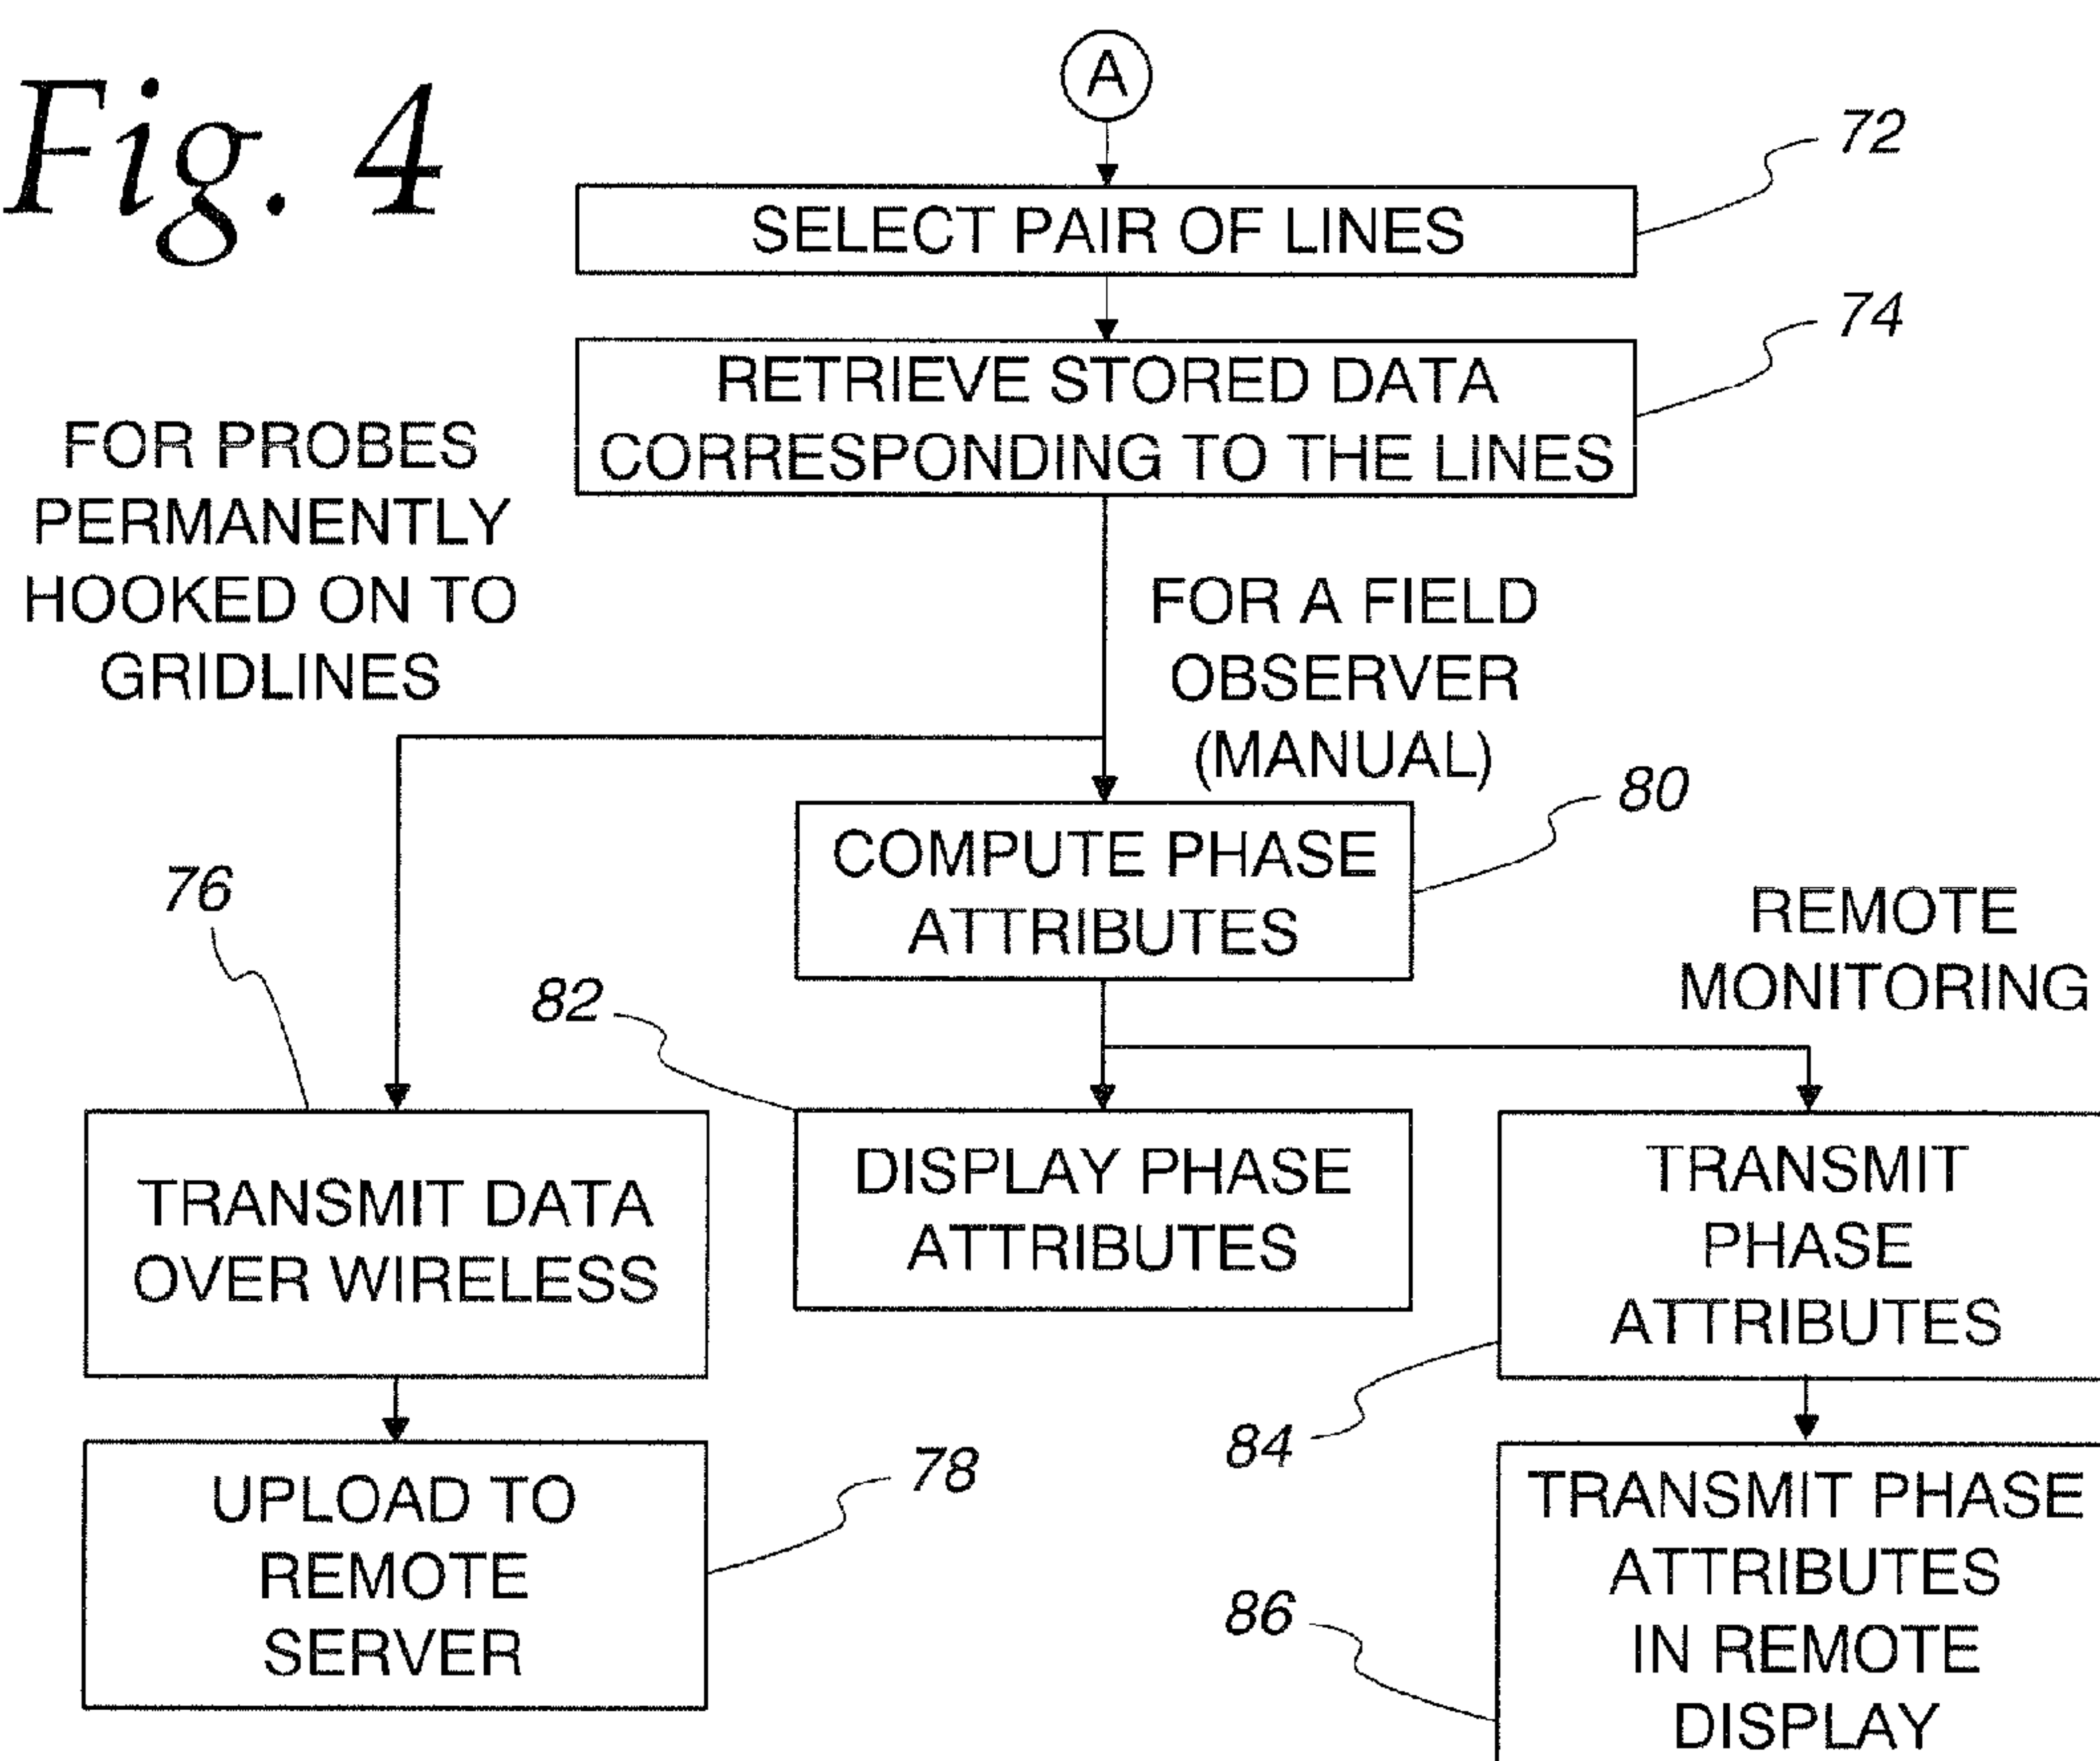 Fig. 4
A
72
SELECT PAIR OF LINES
74
RETRIEVE STORED DATA
CORRESPONDING TO THE LINES
FOR PROBES
PERMANENTLY
HOOKED ON TO
GRIDLINES
FOR A FIELD
OBSERVER
(MANUAL)
80
COMPUTE PHASE
ATTRIBUTES
REMOTE
MONITORING
76
82
TRANSMIT DATA
OVER WIRELESS
DISPLAY PHASE
ATTRIBUTES
TRANSMIT
PHASE
ATTRIBUTES
84
78
UPLOAD TO
REMOTE
SERVER
86
TRANSMIT PHASE
ATTRIBUTES
IN REMOTE
DISPLAY